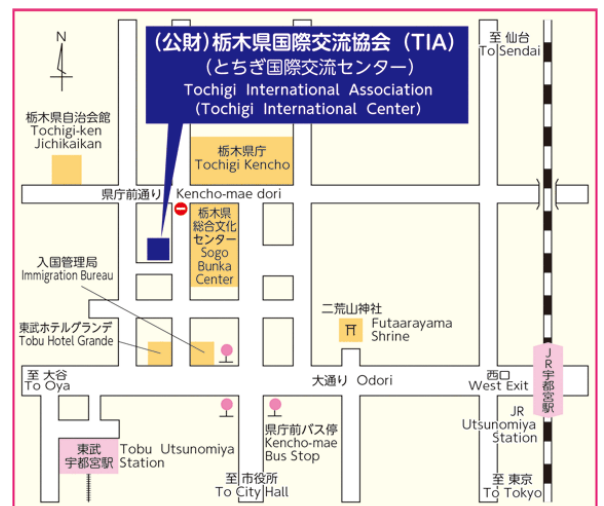 (公財)栃木県国際交流協会 (TIA)
(とちぎ国際交流センター)
Tochigi International Association
(Tochigi International Center)
N
至 仙台
To Sendai
栃木県自治会館
Tochigi-ken
Jichikaikan
栃木県庁
Tochigi Kencho
県庁前通り Kencho-mae dori
栃木県
総合文化
センター
Sogo
Bunka
Center
入国管理局
Immigration Bureau
東武ホテルグランデ
Tobu Hotel Grande
二荒山神社
Futaarayama
Shrine
至 大谷
To Oya
大通り Odori
西口
West Exit
JR宇都宮駅
JR
Utsunomiya
Station
県庁前バス停
Kencho-mae
Bus Stop
東武
宇都宮駅
Tobu Utsunomiya
Station
至 市役所
To City Hall
至 東京
To Tokyo